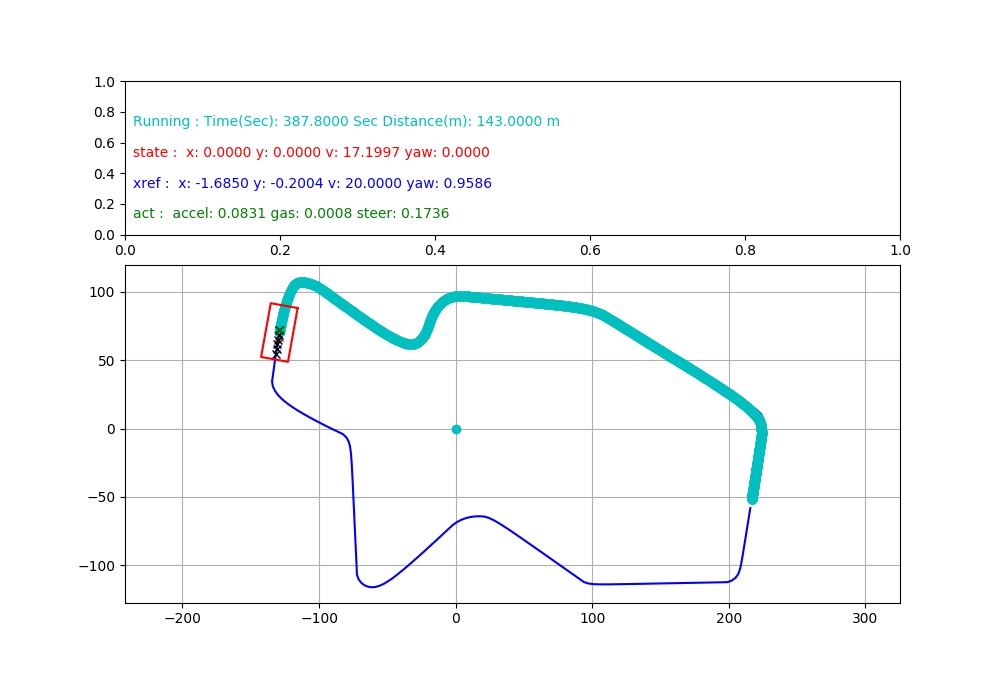 1.0
0.8
Running : Time(Sec): 387.8000 Sec Distance(m): 143.0000 m
0.6
state :  x: 0.0000 y: 0.0000 v: 17.1997 yaw: 0.0000
0.4
xref :  x: -1.6850 y: -0.2004 v: 20.0000 yaw: 0.9586
0.2
act :  accel: 0.0831 gas: 0.0008 steer: 0.1736
0.0
0.0 0.2 0.4 0.6 0.8 1.0
100
50
0
−50
−100
−200 −100 0 100 200 300